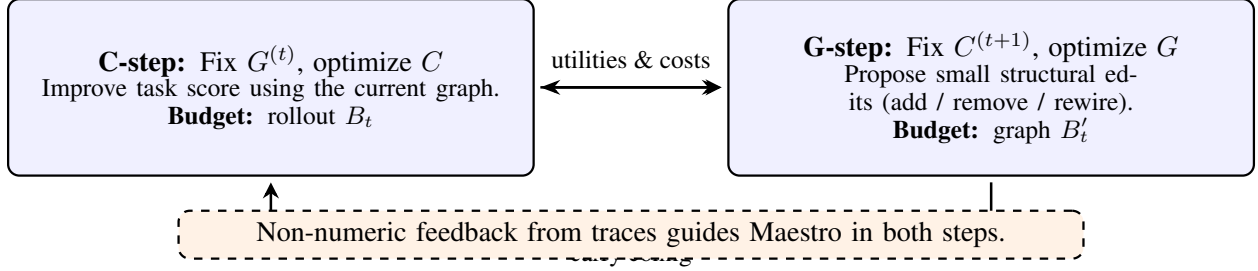 C-step: Fix G^{(t)}, optimize C
Improve task score using the current graph.
Budget: rollout B_t
utilities & costs
G-step: Fix C^{(t+1)}, optimize G
Propose small structural ed-
its (add / remove / rewire).
Budget: graph B'_t
Non-numeric feedback from traces guides Maestro in both steps.